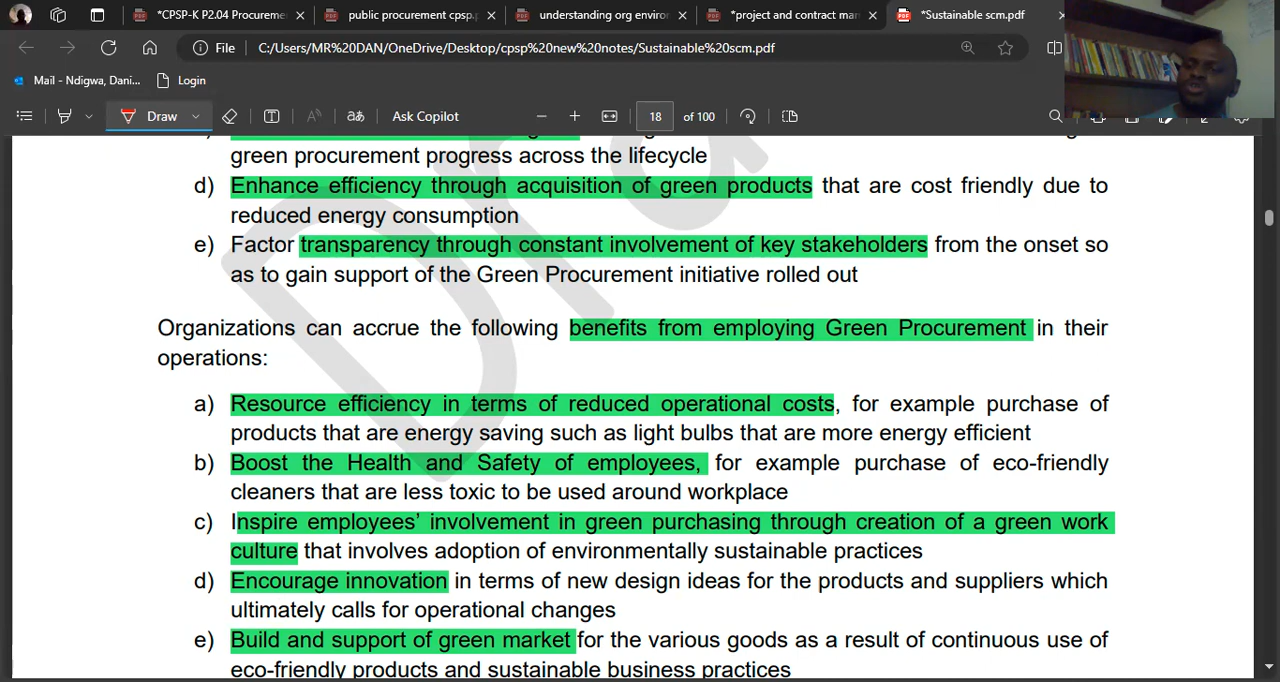 *CPSP-K P2.04 Procureme
public procurement cpsp.
understanding org enviro
*project and contract mar
*Sustainable scm.pdf
File C:/Users/MR%20DAN/OneDrive/Desktop/cpsp%20new%20notes/Sustainable%20scm.pdf
Mail - Ndigwa, Dani... Login
Draw aあ Ask Copilot 18 of 100
green procurement progress across the lifecycle
d) Enhance efficiency through acquisition of green products that are cost friendly due to
reduced energy consumption
e) Factor transparency through constant involvement of key stakeholders from the onset so
as to gain support of the Green Procurement initiative rolled out
Organizations can accrue the following benefits from employing Green Procurement in their
operations:
a) Resource efficiency in terms of reduced operational costs, for example purchase of
products that are energy saving such as light bulbs that are more energy efficient
b) Boost the Health and Safety of employees, for example purchase of eco-friendly
cleaners that are less toxic to be used around workplace
c) Inspire employees’ involvement in green purchasing through creation of a green work
culture that involves adoption of environmentally sustainable practices
d) Encourage innovation in terms of new design ideas for the products and suppliers which
ultimately calls for operational changes
e) Build and support of green market for the various goods as a result of continuous use of
eco-friendly products and sustainable business practices